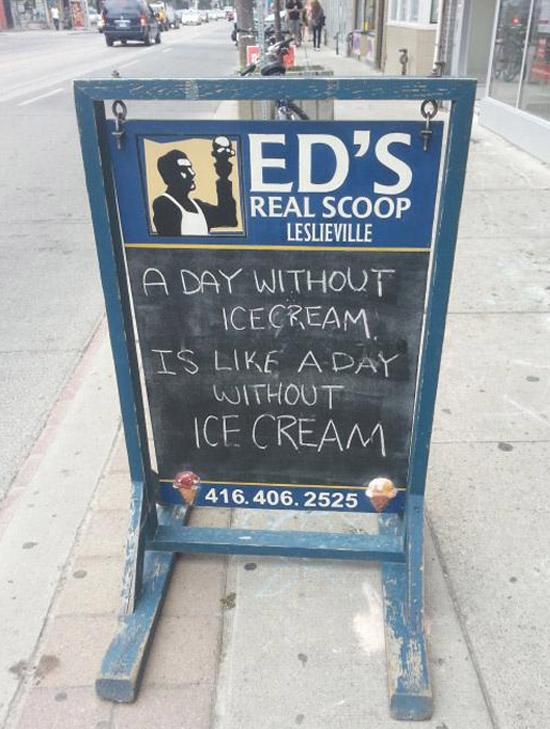 ED'S
REAL SCOOP
LESLIEVILLE
A DAY WITHOUT
ICECREAM
IS LIKE A DAY
WITHOUT
ICE CREAM
416. 406. 2525